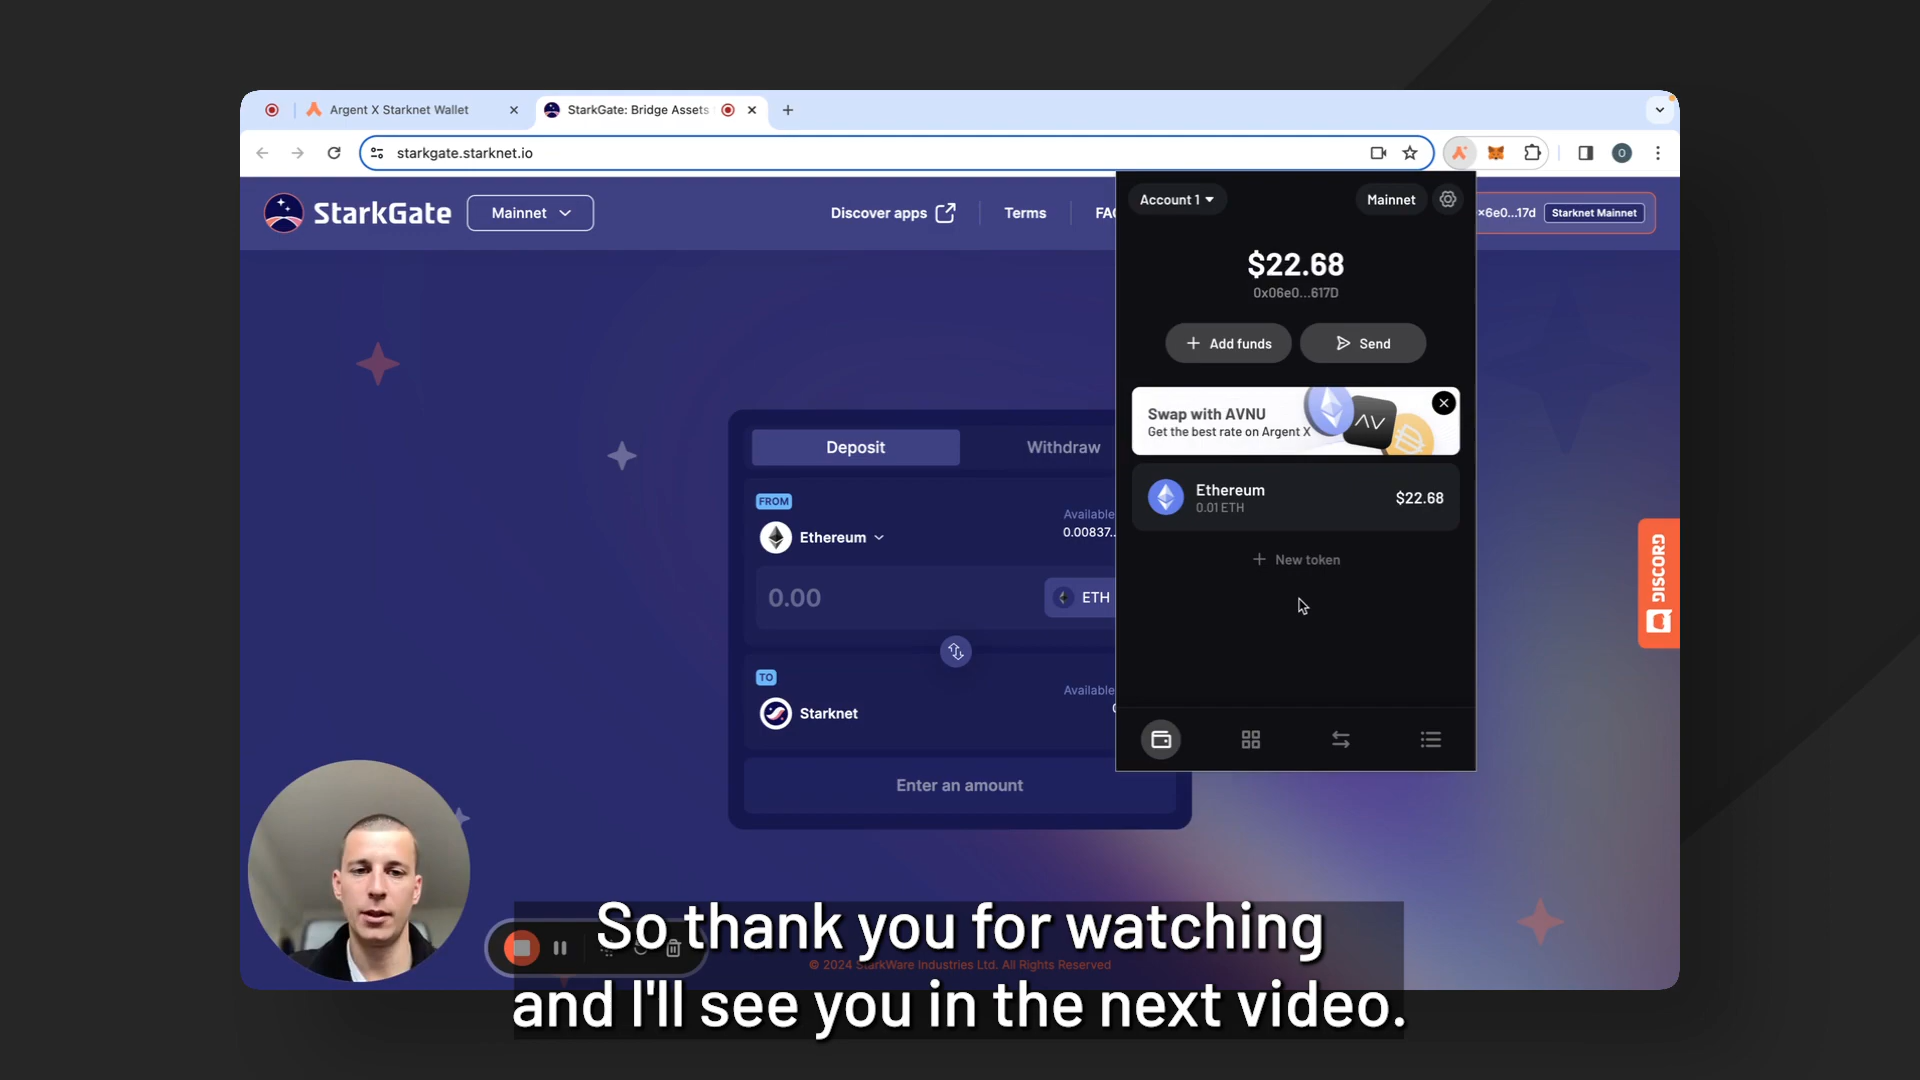 Argent X Starknet Wallet
StarkGate: Bridge Assets
starkgate.starknet.io
O
StarkGate
Mainnet
Discover apps
Terms
FAQ
×6e0...17d
Starknet Mainnet
Account 1
Mainnet
$22.68
0x06e0...617D
Add funds
Send
Swap with AVNU
Get the best rate on Argent X
Ethereum
0.01 ETH
$22.68
New token
Deposit
Withdraw
FROM
Available
Ethereum
0.00837..
0.00
ETH
TO
Available
Starknet
Enter an amount
DISCORD
© 2024 StarkWare Industries Ltd. All Rights Reserved
So thank you for watching
and I'll see you in the next video.